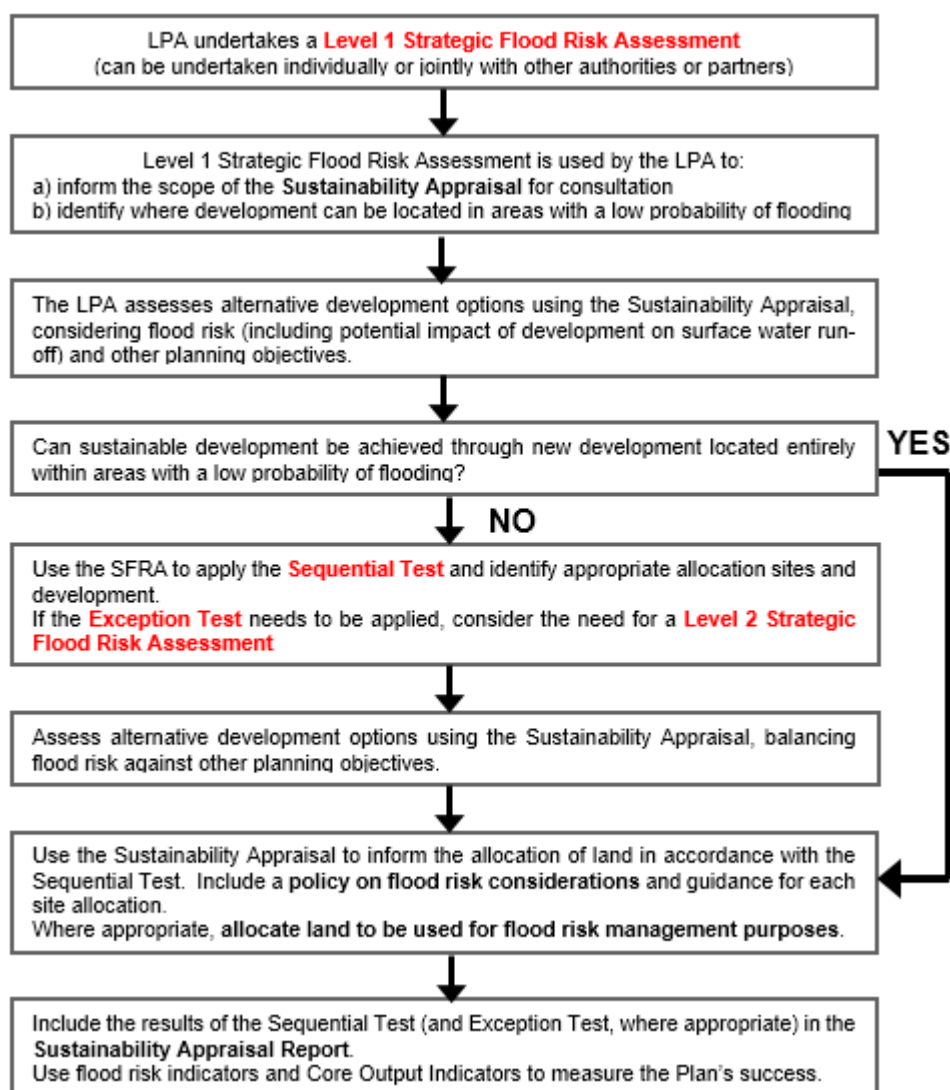 LPA undertakes a Level 1 Strategic Flood Risk Assessment
(can be undertaken individually or jointly with other authorities or partners)
Level 1 Strategic Flood Risk Assessment is used by the LPA to:
a) inform the scope of the Sustainability Appraisal for consultation
b) identify where development can be located in areas with a low probability of flooding
The LPA assesses alternative development options using the Sustainability Appraisal,
considering flood risk (including potential impact of development on surface water run-
off) and other planning objectives.
Can sustainable development be achieved through new development located entirely
within areas with a low probability of flooding?
YES
NO
Use the SFRA to apply the Sequential Test and identify appropriate allocation sites and
development.
If the Exception Test needs to be applied, consider the need for a Level 2 Strategic
Flood Risk Assessment
Assess alternative development options using the Sustainability Appraisal, balancing
flood risk against other planning objectives.
Use the Sustainability Appraisal to inform the allocation of land in accordance with the
Sequential Test. Include a policy on flood risk considerations and guidance for each
site allocation.
Where appropriate, allocate land to be used for flood risk management purposes.
Include the results of the Sequential Test (and Exception Test, where appropriate) in the
Sustainability Appraisal Report.
Use flood risk indicators and Core Output Indicators to measure the Plan's success.